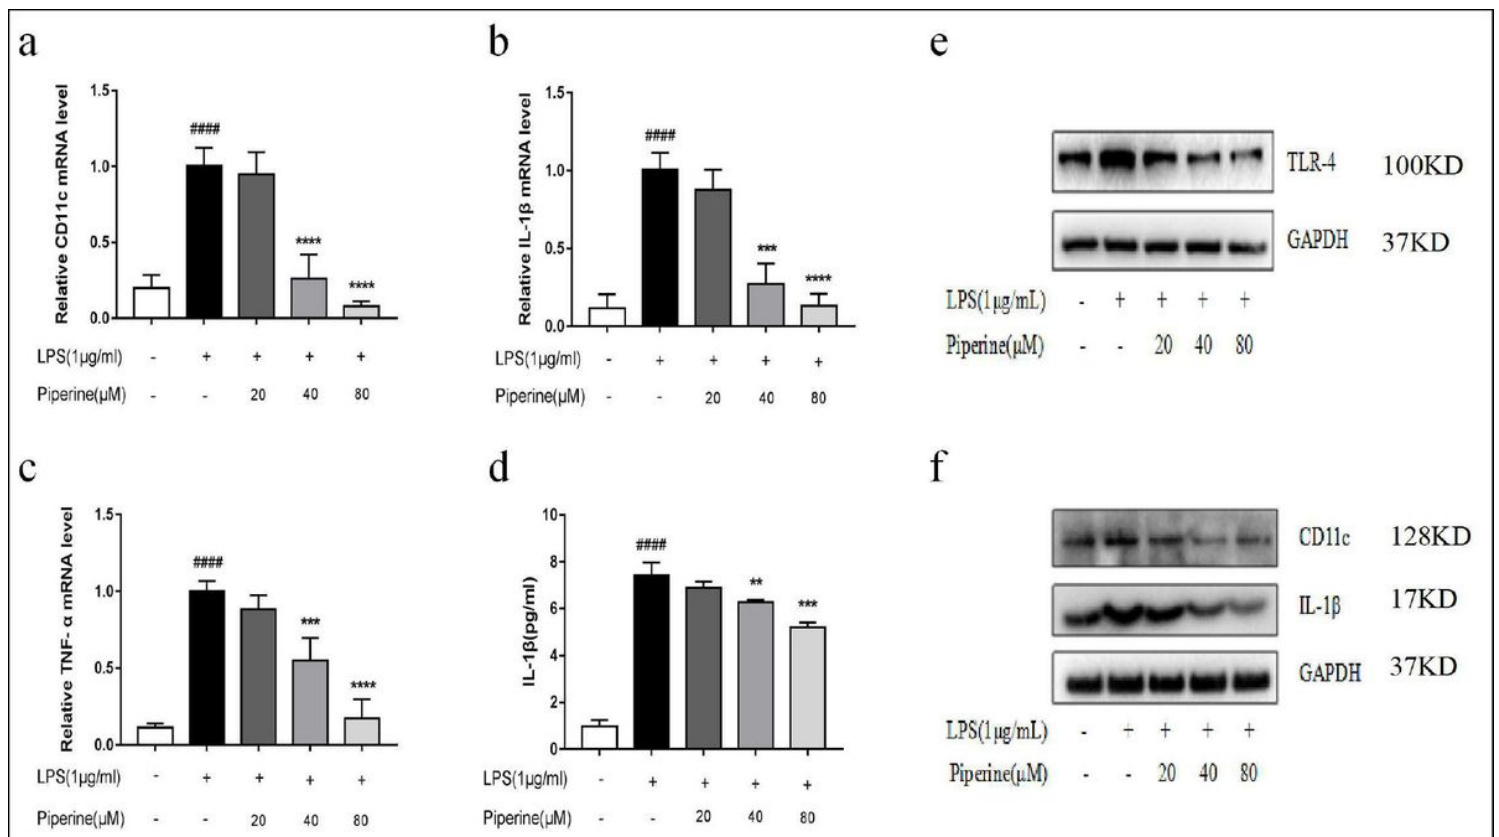 a
Relative CD11c mRNA level
1.5
1.0
0.5
0.0
####
****
****
LPS(1μg/ml) - + + + +
Piperine(μM) - - 20 40 80
b
Relative IL-1β mRNA level
1.5
1.0
0.5
0.0
####
***
****
LPS(1μg/ml) - + + + +
Piperine(μM) - - 20 40 80
e
TLR-4 100KD
GAPDH 37KD
LPS(1μg/mL) - + + + +
Piperine(μM) - - 20 40 80
c
Relative TNF- α mRNA level
1.5
1.0
0.5
0.0
####
***
****
LPS(1μg/ml) - + + + +
Piperine(μM) - - 20 40 80
d
IL-1β(pg/ml)
10
8
6
4
2
0
####
**
***
LPS(1μg/ml) - + + + +
Piperine(μM) - - 20 40 80
f
CD11c 128KD
IL-1β 17KD
GAPDH 37KD
LPS(1μg/mL) - + + + +
Piperine(μM) - - 20 40 80